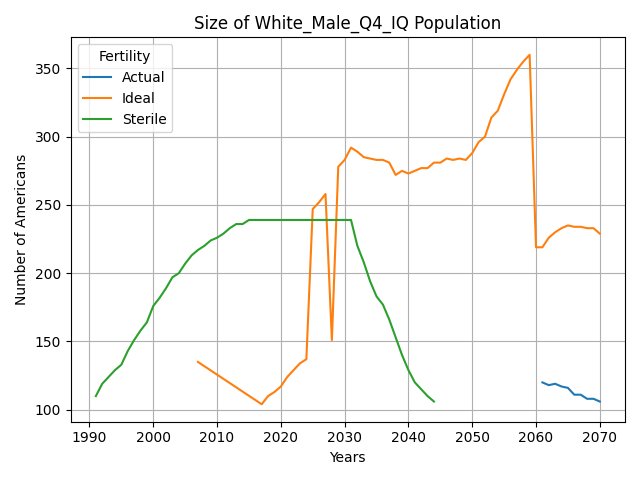 Size of White_Male_Q4_IQ Population
Fertility
Actual
Ideal
Sterile
Number of Americans
350
300
250
200
150
100
1990 2000 2010 2020 2030 2040 2050 2060 2070
Years